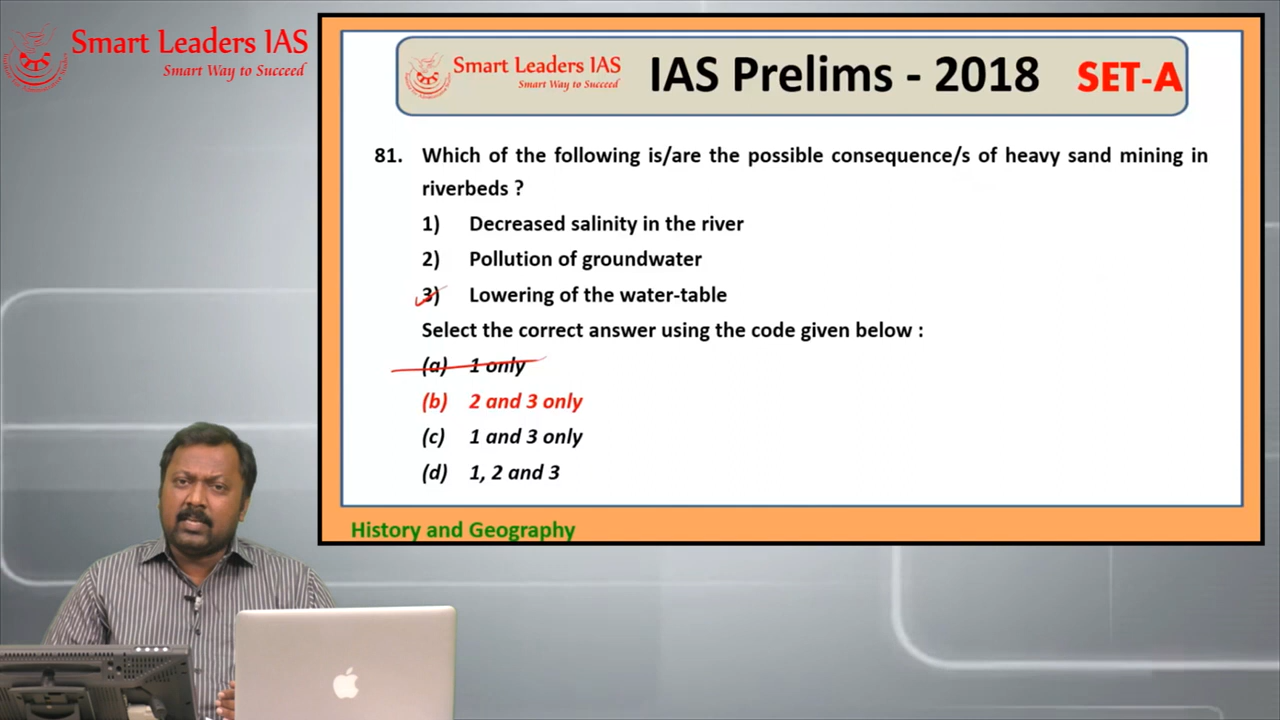 Smart Leaders IAS
Smart Way to Succeed
Smart Leaders IAS
Smart Way to Succeed
IAS Prelims - 2018 SET-A
81. Which of the following is/are the possible consequence/s of heavy sand mining in
riverbeds ?
1) Decreased salinity in the river
2) Pollution of groundwater
3) Lowering of the water-table
Select the correct answer using the code given below :
(a) 1 only
(b) 2 and 3 only
(c) 1 and 3 only
(d) 1, 2 and 3
History and Geography